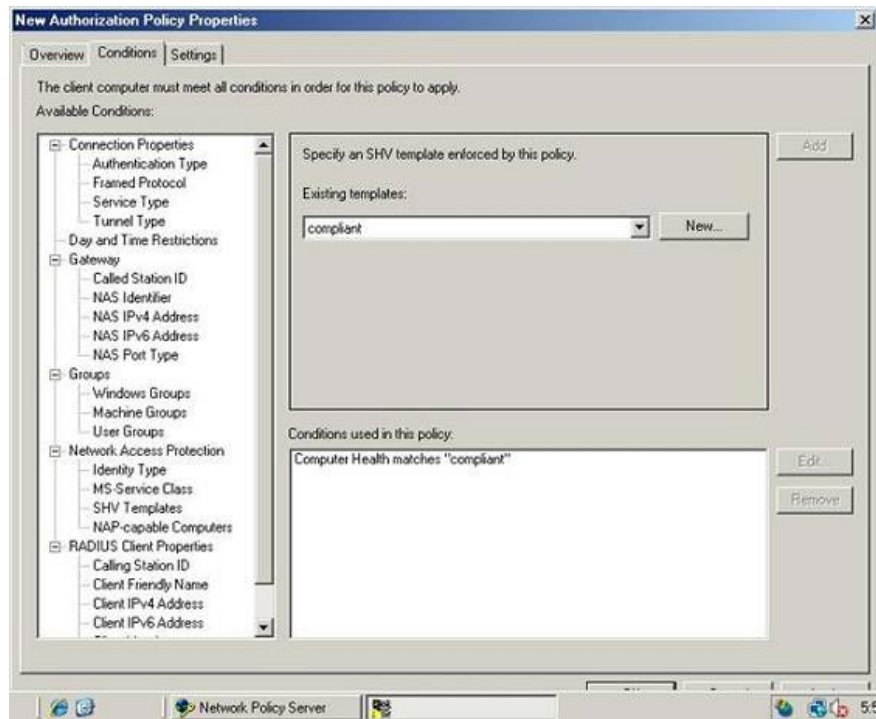 New Authorization Policy Properties
Overview
Conditions
Settings
The client computer must meet all conditions in order for this policy to apply.
Available Conditions:
Connection Properties
Authentication Type
Framed Protocol
Service Type
Tunnel Type
Day and Time Restrictions
Gateway
Called Station ID
NAS Identifier
NAS IPv4 Address
NAS IPv6 Address
NAS Port Type
Groups
Windows Groups
Machine Groups
User Groups
Network Access Protection
Identity Type
MS-Service Class
SHV Templates
NAP-capable Computers
RADIUS Client Properties
Calling Station ID
Client Friendly Name
Client IPv4 Address
Client IPv6 Address
Specify an SHV template enforced by this policy.
Existing templates:
compliant
New...
Add
Conditions used in this policy:
Computer Health matches "compliant"
Edit...
Remove
Network Policy Server